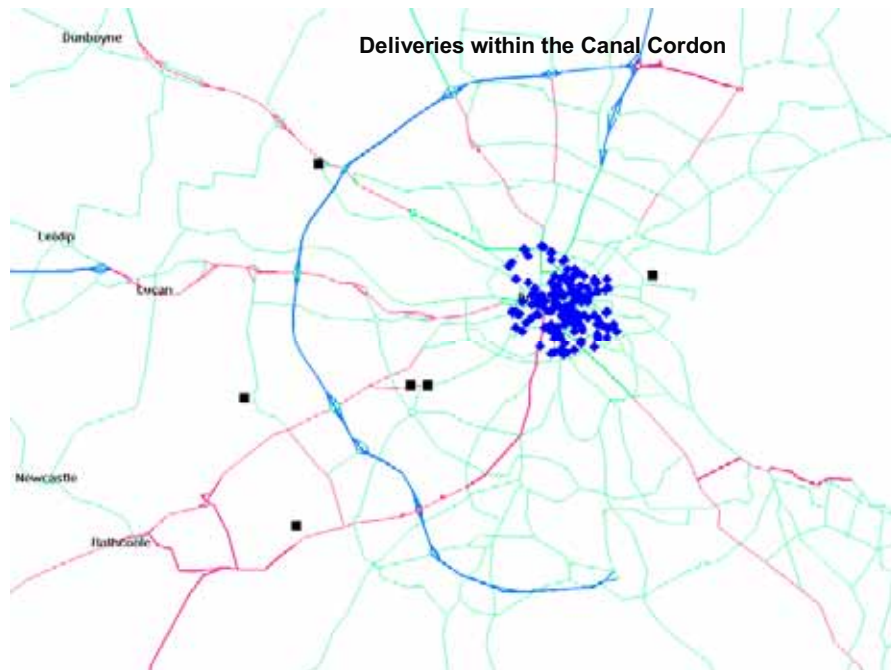 Dunboyne
Deliveries within the Canal Cordon
Leixlip
Lucan
Newcastle
Rathcoole